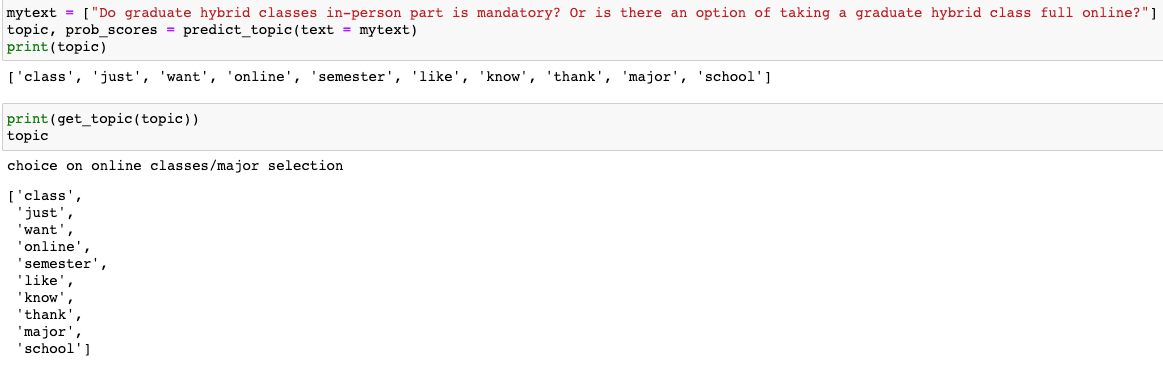 mytext = ["Do graduate hybrid classes in-person part is mandatory? Or is there an option of taking a graduate hybrid class full online?"]
topic, prob_scores = predict_topic(text = mytext)
print(topic)
['class', 'just', 'want', 'online', 'semester', 'like', 'know', 'thank', 'major', 'school']
print(get_topic(topic))
topic
choice on online classes/major selection
['class',
 'just',
 'want',
 'online',
 'semester',
 'like',
 'know',
 'thank',
 'major',
 'school']